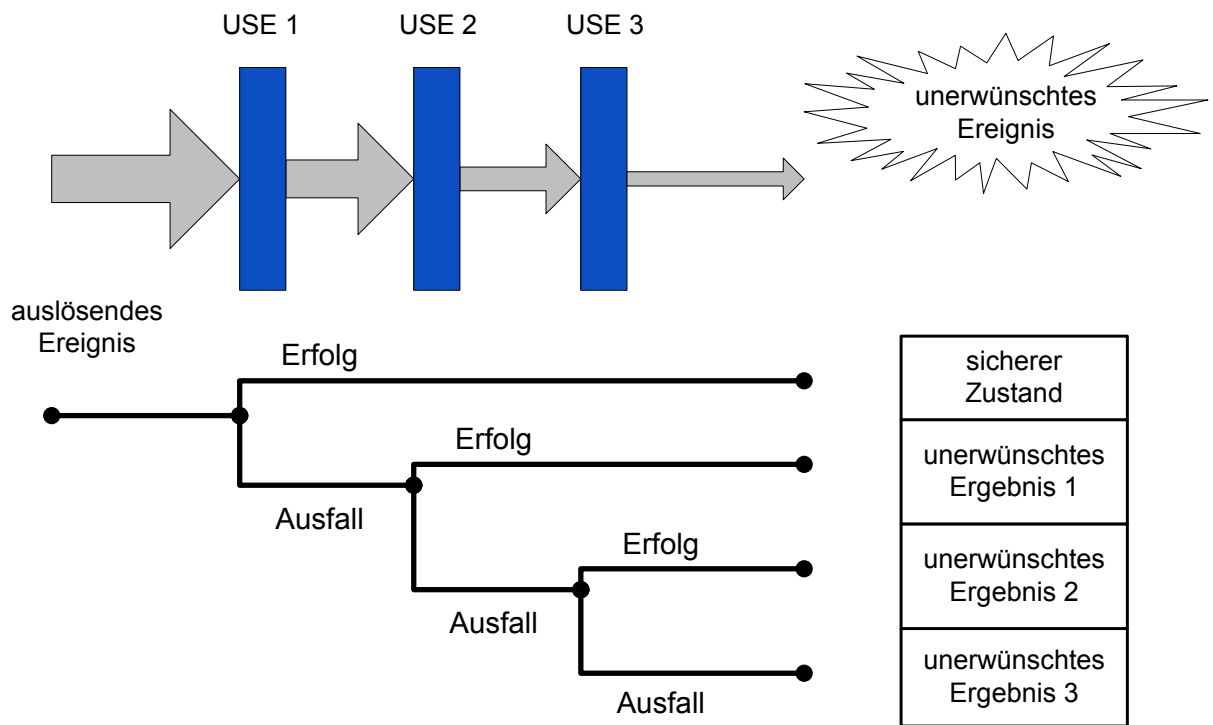 USE 1
USE 2
USE 3
unerwünschtes
Ereignis
auslösendes
Ereignis
Erfolg
sicherer
Zustand
Erfolg
unerwünschtes
Ergebnis 1
Ausfall
Erfolg
unerwünschtes
Ergebnis 2
Ausfall
unerwünschtes
Ergebnis 3
Ausfall